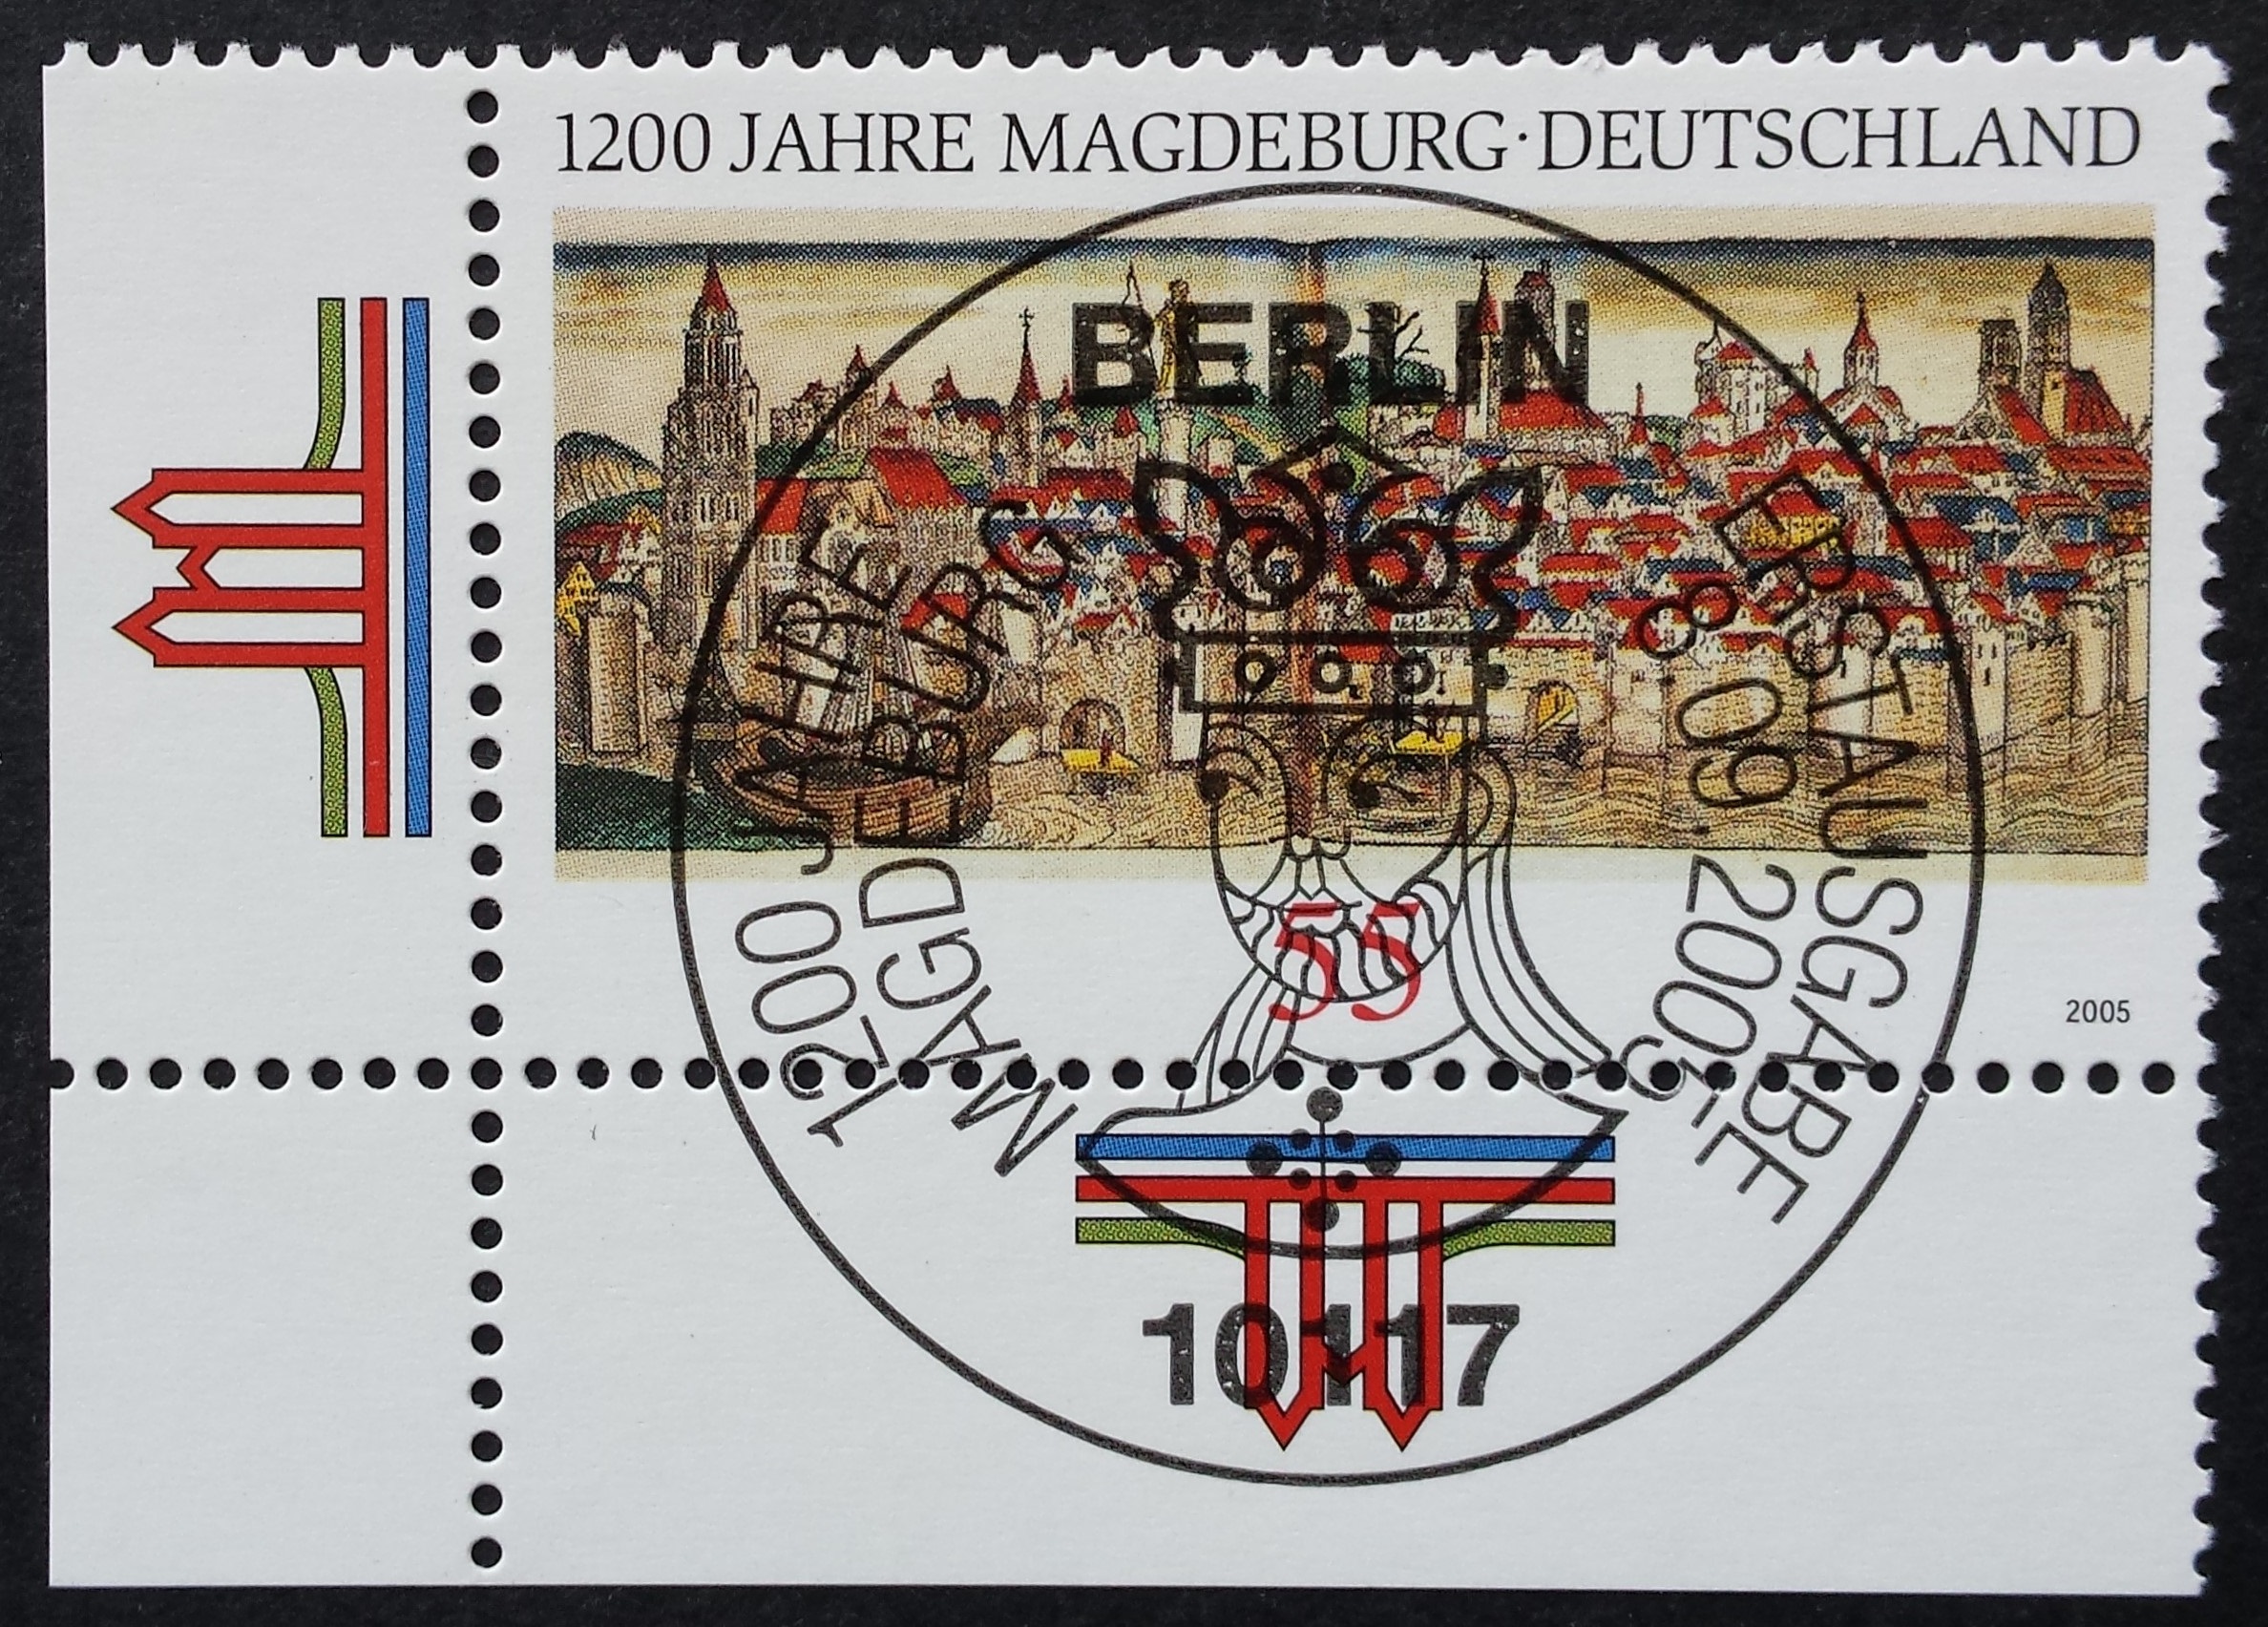 1200 JAHRE MAGDEBURG·DEUTSCHLAND
BERLIN
1200 JAHRE
MAGDEBURG
ERSTAUSGABE
8. 09. 2005
55
2005
10117